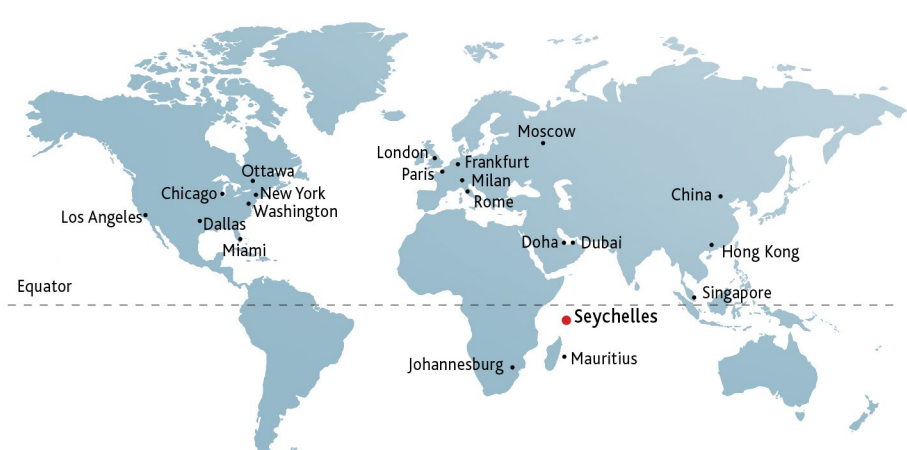 Moscow
London
Frankfurt
Paris
Milan
Rome
Ottawa
Chicago
New York
Washington
Los Angeles
Dallas
Miami
China
Doha
Dubai
Hong Kong
Equator
Singapore
Seychelles
Mauritius
Johannesburg